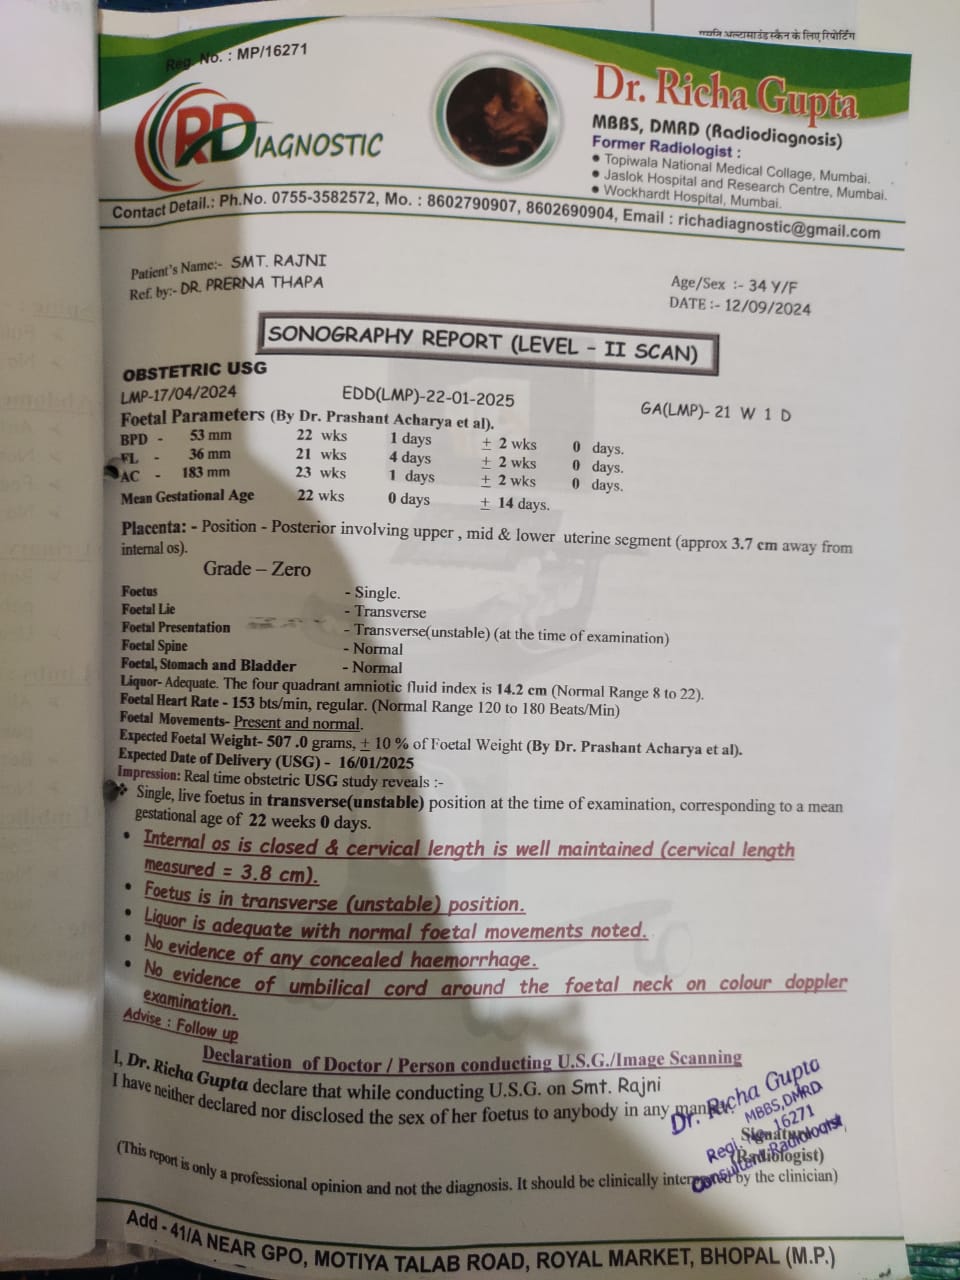 गर्भवती अल्ट्रासाउंड स्कैन के लिए रिपोर्टिंग
Reg. No. : MP/16271
RDIAGNOSTIC
Dr. Richa Gupta
MBBS, DMRD (Radiodiagnosis)
Former Radiologist :
• Topiwala National Medical Collage, Mumbai.
• Jaslok Hospital and Research Centre, Mumbai.
• Wockhardt Hospital, Mumbai.
Contact Detail.: Ph.No. 0755-3582572, Mo. : 8602790907, 8602690904, Email : richadiagnostic@gmail.com
Patient's Name:- SMT. RAJNI
Ref. by:- DR. PRERNA THAPA
Age/Sex :- 34 Y/F
DATE :- 12/09/2024
SONOGRAPHY REPORT (LEVEL – II SCAN)
OBSTETRIC USG
LMP-17/04/2024 EDD(LMP)-22-01-2025 GA(LMP)- 21 W 1 D
Foetal Parameters (By Dr. Prashant Acharya et al).
BPD - 53 mm 22 wks 1 days ± 2 wks 0 days.
FL - 36 mm 21 wks 4 days ± 2 wks 0 days.
AC - 183 mm 23 wks 1 days ± 2 wks 0 days.
Mean Gestational Age 22 wks 0 days ± 14 days.
Placenta: - Position - Posterior involving upper , mid & lower uterine segment (approx 3.7 cm away from
internal os).
Grade – Zero
Foetus - Single.
Foetal Lie - Transverse
Foetal Presentation - Transverse(unstable) (at the time of examination)
Foetal Spine - Normal
Foetal, Stomach and Bladder - Normal
Liquor- Adequate. The four quadrant amniotic fluid index is 14.2 cm (Normal Range 8 to 22).
Foetal Heart Rate - 153 bts/min, regular. (Normal Range 120 to 180 Beats/Min)
Foetal Movements- Present and normal.
Expected Foetal Weight- 507 .0 grams, ± 10 % of Foetal Weight (By Dr. Prashant Acharya et al).
Expected Date of Delivery (USG) - 16/01/2025
Impression: Real time obstetric USG study reveals :-
❖ Single, live foetus in transverse(unstable) position at the time of examination, corresponding to a mean
gestational age of 22 weeks 0 days.
• Internal os is closed & cervical length is well maintained (cervical length
measured = 3.8 cm).
• Foetus is in transverse (unstable) position.
• Liquor is adequate with normal foetal movements noted.
• No evidence of any concealed haemorrhage.
• No evidence of umbilical cord around the foetal neck on colour doppler
examination.
Advise : Follow up
Declaration of Doctor / Person conducting U.S.G./Image Scanning
I, Dr. Richa Gupta declare that while conducting U.S.G. on Smt. Rajni
I have neither declared nor disclosed the sex of her foetus to anybody in any manner.
Dr. Richa Gupta
MBBS,DMRD
Regi. No. 16271
Consultant Radiologist
Signature
(Radiologist)
(This report is only a professional opinion and not the diagnosis. It should be clinically interpreted by the clinician)
Add - 41/A NEAR GPO, MOTIYA TALAB ROAD, ROYAL MARKET, BHOPAL (M.P.)